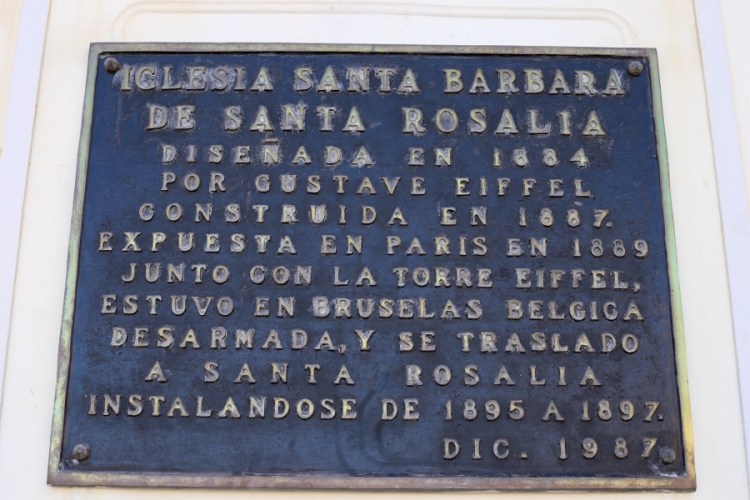 IGLESIA SANTA BARBARA
DE SANTA ROSALIA
DISEÑADA EN 1884
POR GUSTAVE EIFFEL
CONSTRUIDA EN 1887.
EXPUESTA EN PARIS EN 1889
JUNTO CON LA TORRE EIFFEL,
ESTUVO EN BRUSELAS BELGICA
DESARMADA, Y SE TRASLADO
A SANTA ROSALIA
INSTALANDOSE DE 1895 A 1897.
DIC. 1987